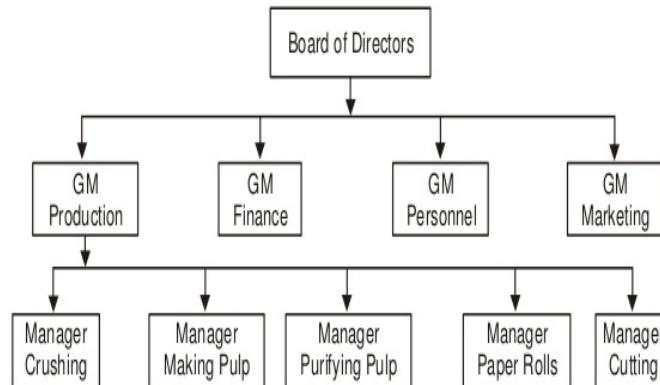 Board of Directors
GM
Production
GM
Finance
GM
Personnel
GM
Marketing
Manager
Crushing
Manager
Making Pulp
Manager
Purifying Pulp
Manager
Paper Rolls
Manager
Cutting